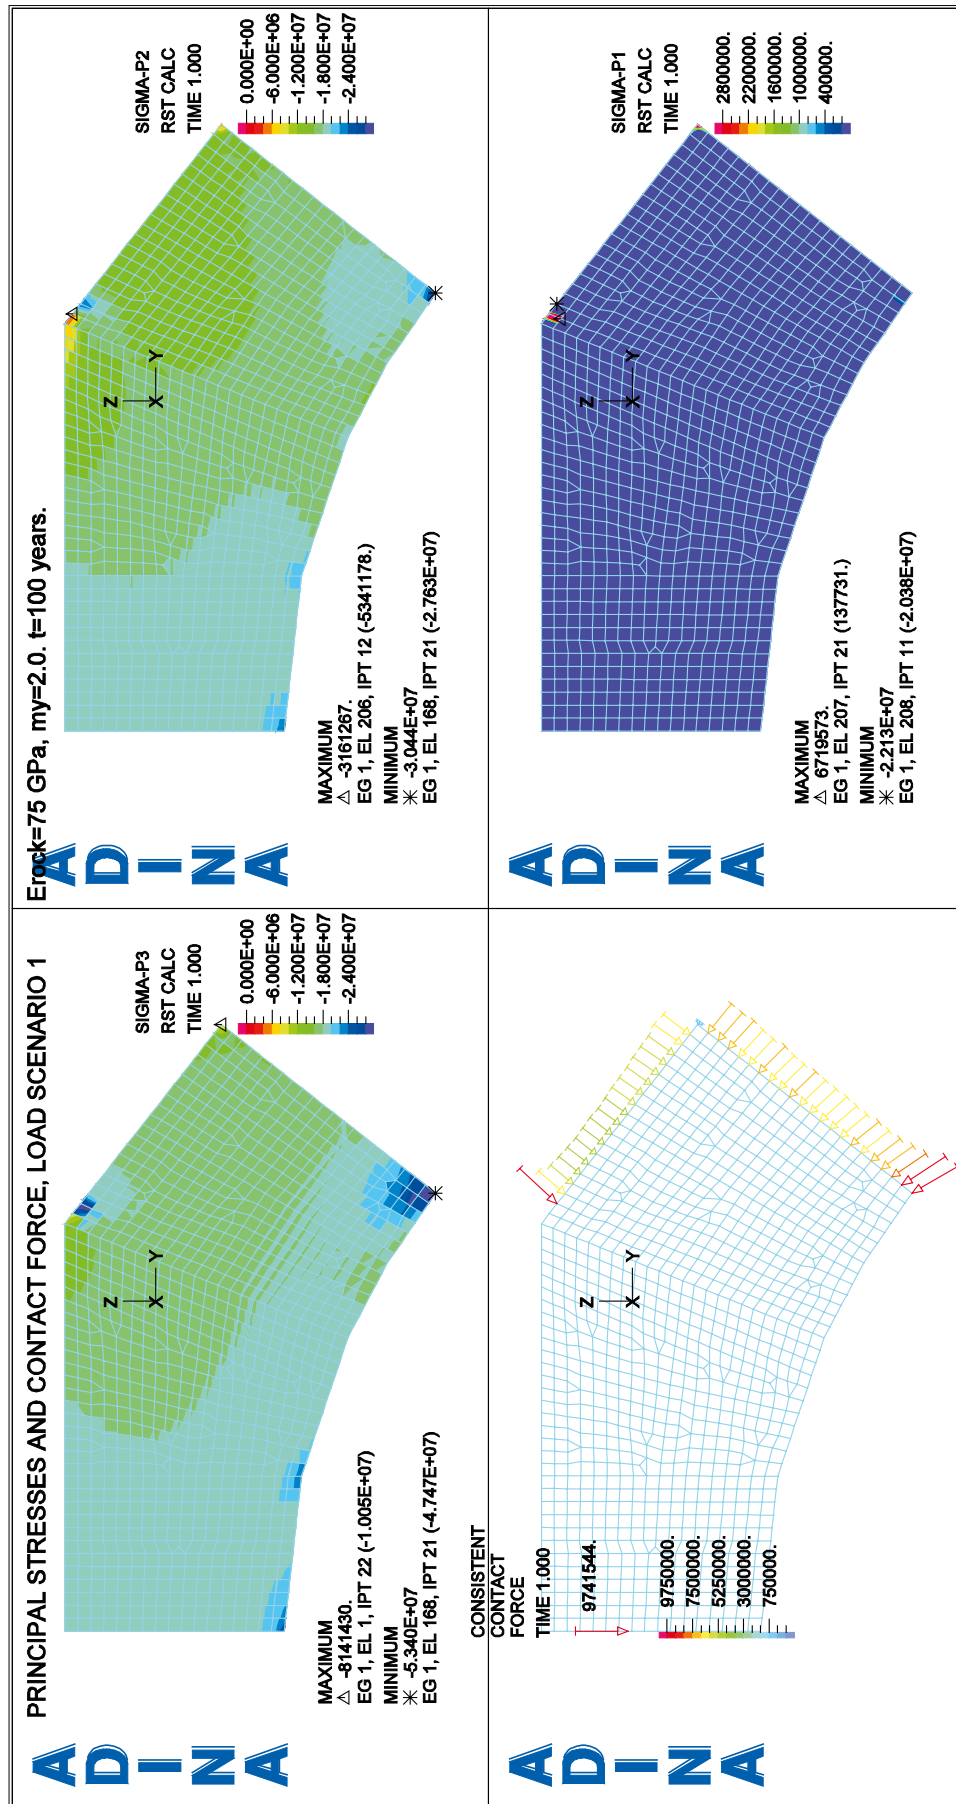 PRINCIPAL STRESSES AND CONTACT FORCE, LOAD SCENARIO 1
Erock=75 GPa, my=2.0. t=100 years.
ADINA
SIGMA-P3
RST CALC
TIME 1.000
0.000E+00
-6.000E+06
-1.200E+07
-1.800E+07
-2.400E+07
Z
X
Y
MAXIMUM
-8141430.
EG 1, EL 1, IPT 22 (-1.005E+07)
MINIMUM
-5.340E+07
EG 1, EL 168, IPT 21 (-4.747E+07)
ADINA
SIGMA-P2
RST CALC
TIME 1.000
0.000E+00
-6.000E+06
-1.200E+07
-1.800E+07
-2.400E+07
Z
X
Y
MAXIMUM
-3161267.
EG 1, EL 206, IPT 12 (-5341178.)
MINIMUM
-3.044E+07
EG 1, EL 168, IPT 21 (-2.763E+07)
ADINA
CONSISTENT
CONTACT
FORCE
TIME 1.000
9741544.
9750000.
7500000.
5250000.
3000000.
750000.
Z
X
Y
ADINA
SIGMA-P1
RST CALC
TIME 1.000
2800000.
2200000.
1600000.
1000000.
400000.
Z
X
Y
MAXIMUM
6719573.
EG 1, EL 207, IPT 21 (137731.)
MINIMUM
-2.213E+07
EG 1, EL 208, IPT 11 (-2.038E+07)